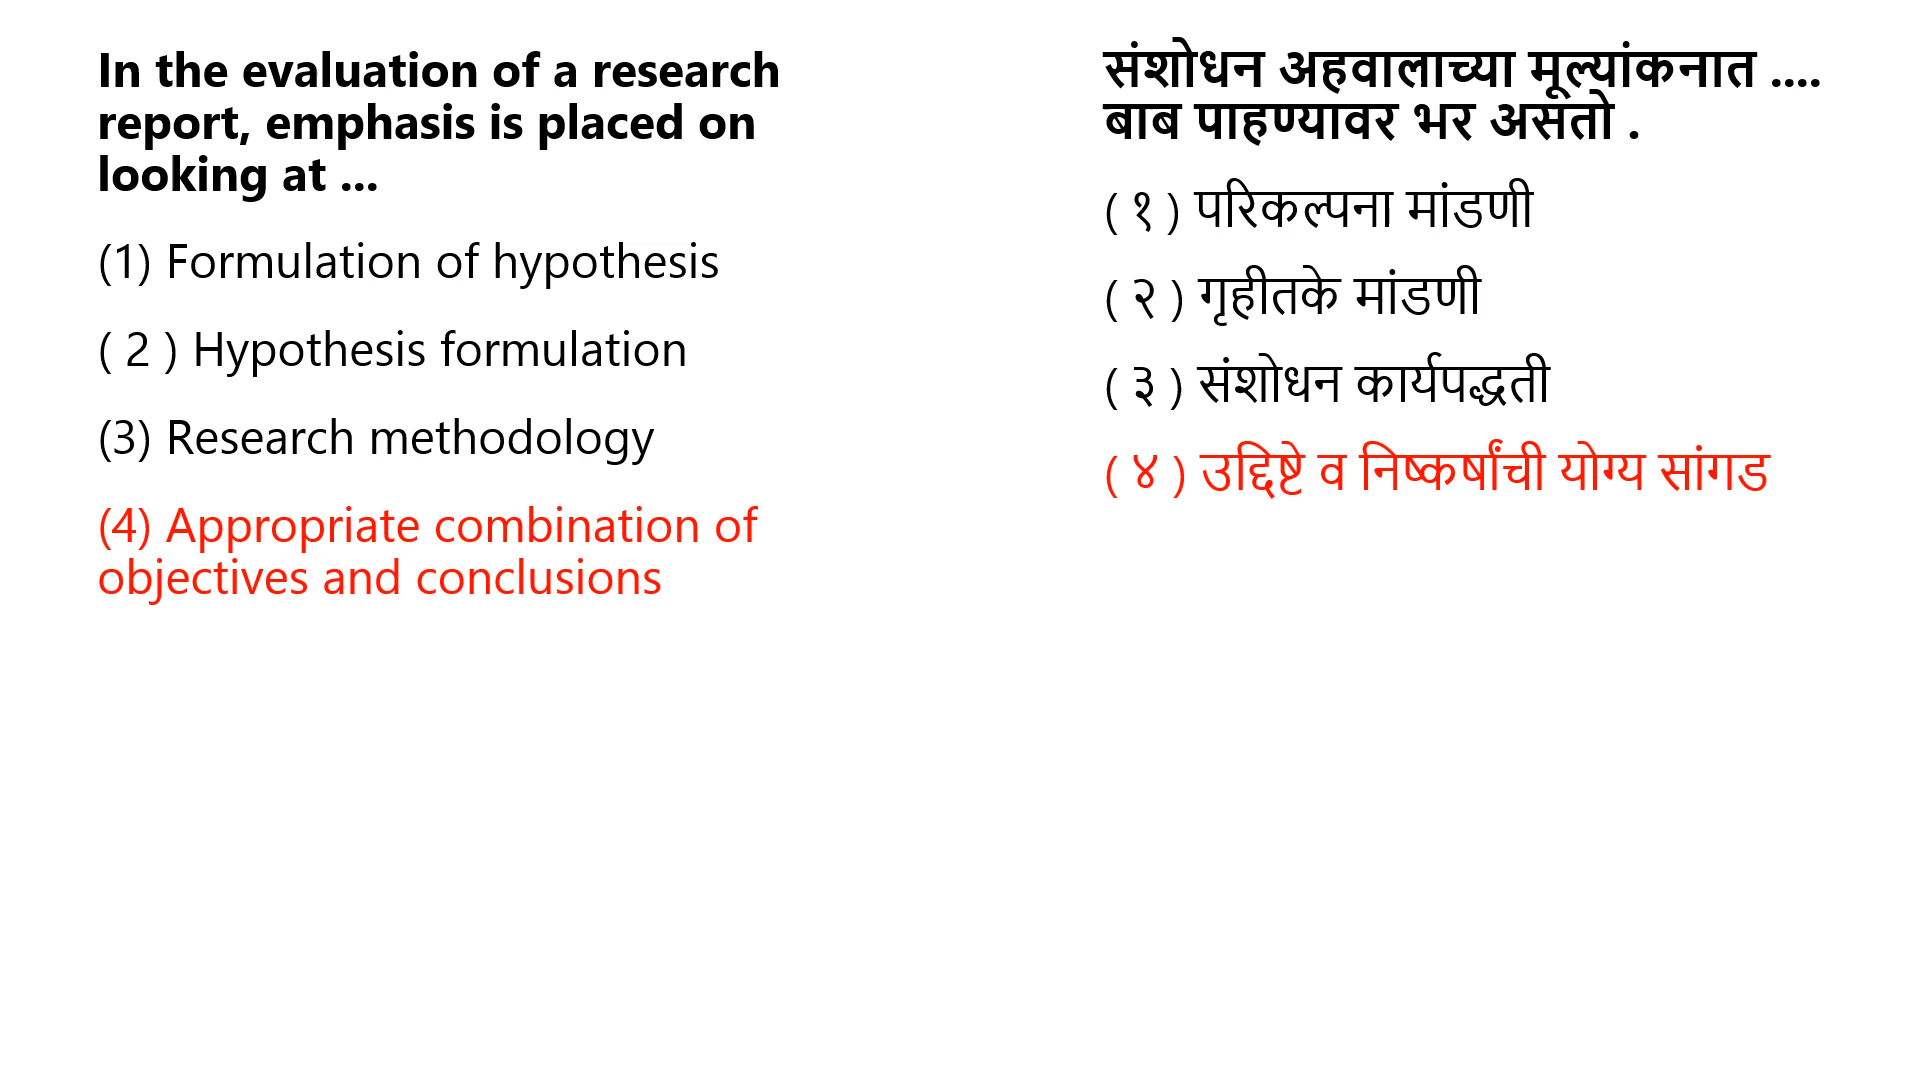 In the evaluation of a research
report, emphasis is placed on
looking at ...
(1) Formulation of hypothesis
( 2 ) Hypothesis formulation
(3) Research methodology
(4) Appropriate combination of
objectives and conclusions
संशोधन अहवालाच्या मूल्यांकनात ....
बाब पाहण्यावर भर असतो .
( १ ) परिकल्पना मांडणी
( २ ) गृहीतके मांडणी
( ३ ) संशोधन कार्यपद्धती
( ४ ) उद्दिष्टे व निष्कर्षांची योग्य सांगड